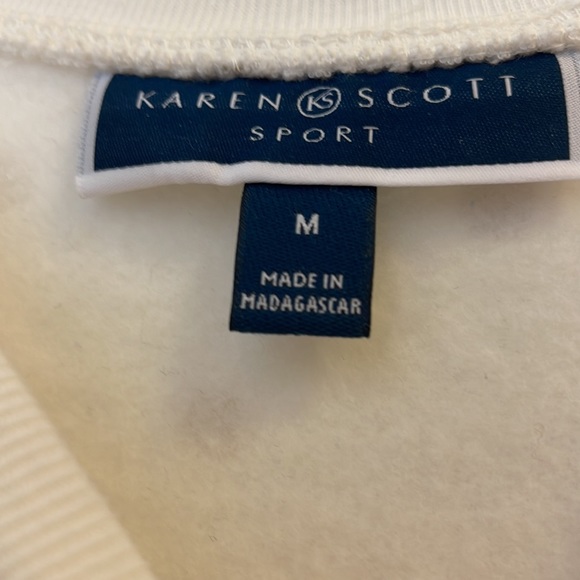 KAREN KS SCOTT
SPORT
M
MADE IN
MADAGASCAR